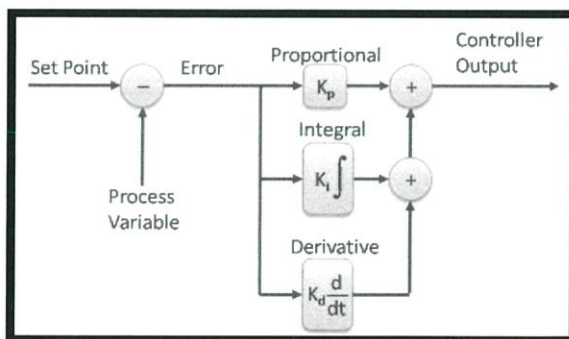 Proportional
Controller
Output
Set Point
Error
−
Kp
+
Integral
Ki ∫
+
Process
Variable
Derivative
Kd d/dt